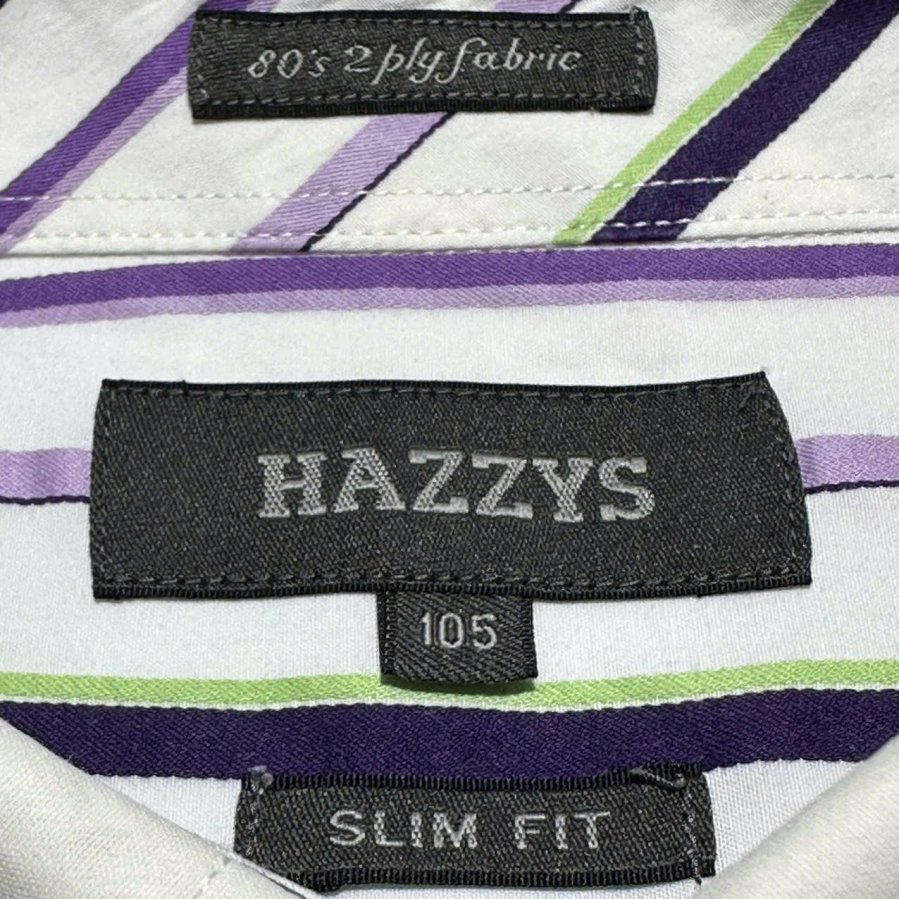 80's 2ply fabric
HAZZYS
105
SLIM FIT